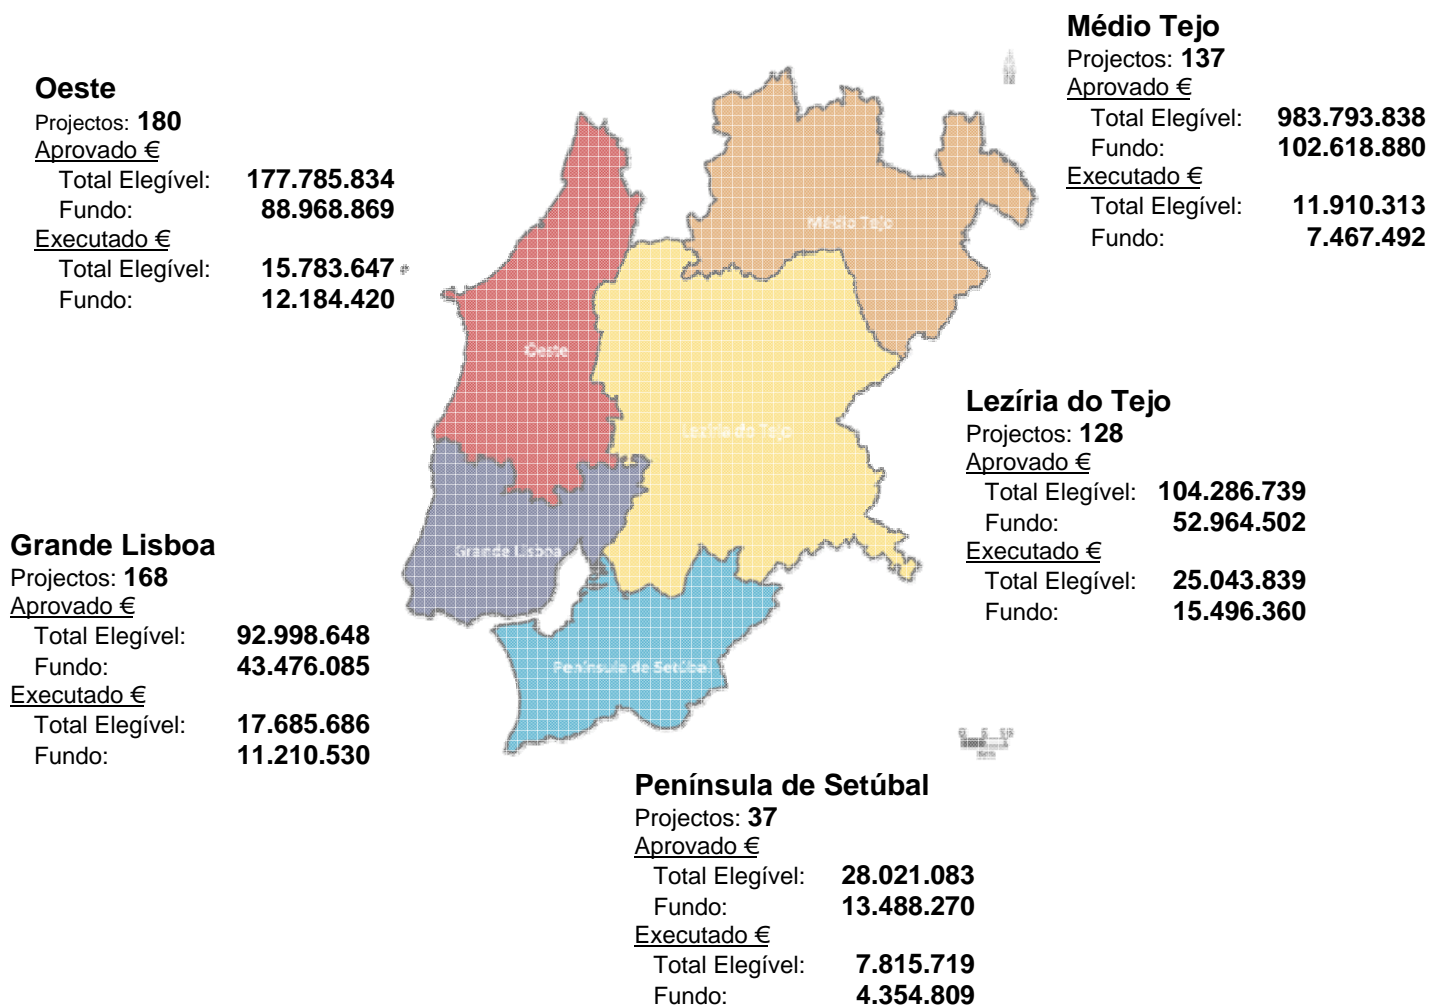 Médio Tejo
Projectos: 137
Aprovado €
Total Elegível: 983.793.838
Fundo: 102.618.880
Executado €
Total Elegível: 11.910.313
Fundo: 7.467.492
Oeste
Projectos: 180
Aprovado €
Total Elegível: 177.785.834
Fundo: 88.968.869
Executado €
Total Elegível: 15.783.647
Fundo: 12.184.420
Médio Tejo
Oeste
Lezíria do Tejo
Grande Lisboa
Península de Setúbal
Lezíria do Tejo
Projectos: 128
Aprovado €
Total Elegível: 104.286.739
Fundo: 52.964.502
Executado €
Total Elegível: 25.043.839
Fundo: 15.496.360
Grande Lisboa
Projectos: 168
Aprovado €
Total Elegível: 92.998.648
Fundo: 43.476.085
Executado €
Total Elegível: 17.685.686
Fundo: 11.210.530
Península de Setúbal
Projectos: 37
Aprovado €
Total Elegível: 28.021.083
Fundo: 13.488.270
Executado €
Total Elegível: 7.815.719
Fundo: 4.354.809